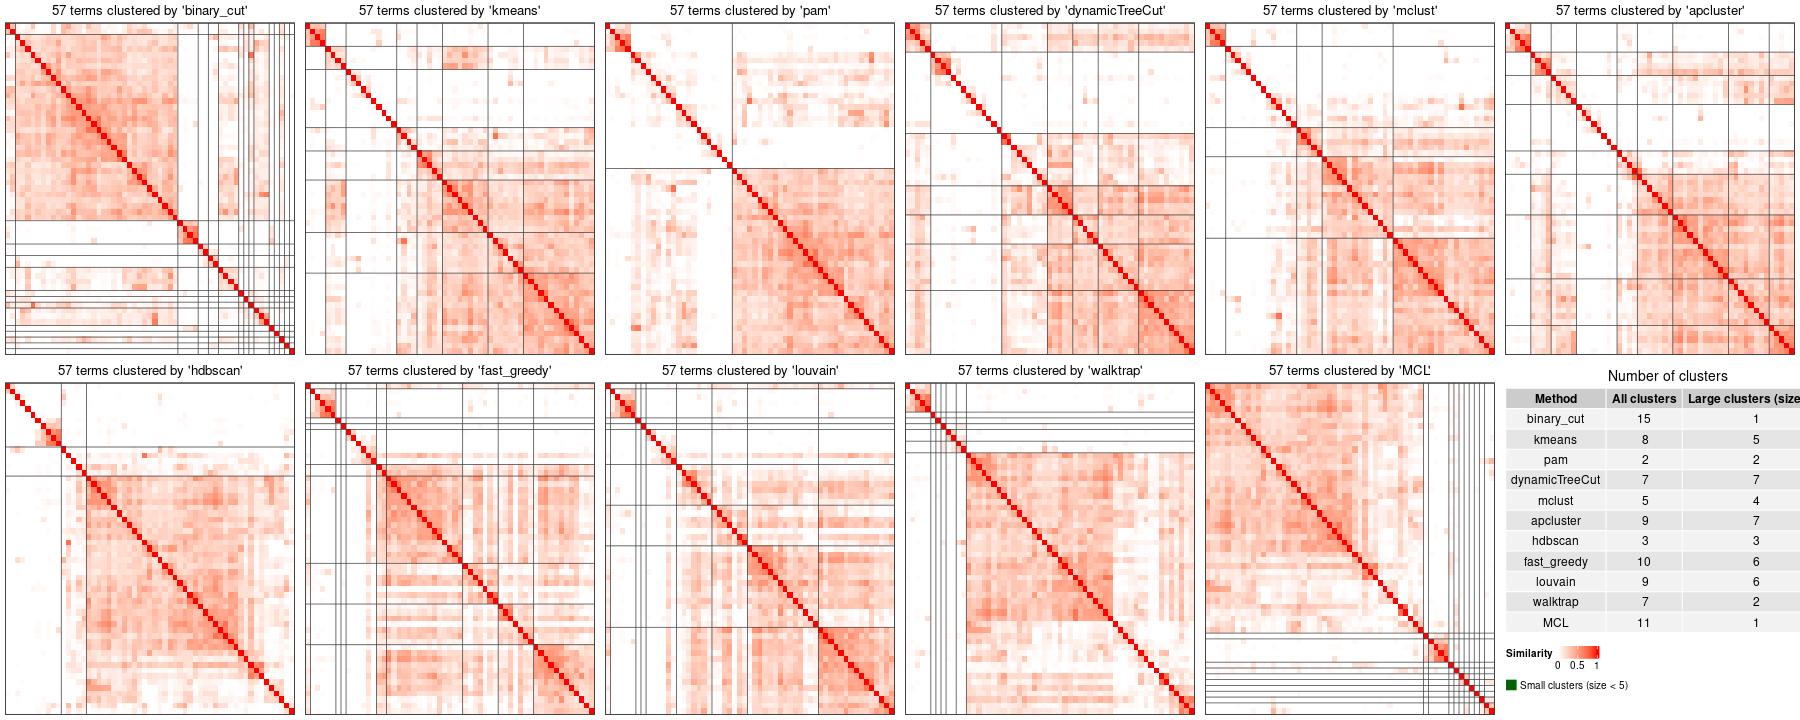 57 terms clustered by 'binary_cut'
57 terms clustered by 'kmeans'
57 terms clustered by 'pam'
57 terms clustered by 'dynamicTreeCut'
57 terms clustered by 'mclust'
57 terms clustered by 'apcluster'
57 terms clustered by 'hdbscan'
57 terms clustered by 'fast_greedy'
57 terms clustered by 'louvain'
57 terms clustered by 'walktrap'
57 terms clustered by 'MCL'
Number of clusters
Method All clusters Large clusters (size
binary_cut 15 1
kmeans 8 5
pam 2 2
dynamicTreeCut 7 7
mclust 5 4
apcluster 9 7
hdbscan 3 3
fast_greedy 10 6
louvain 9 6
walktrap 7 2
MCL 11 1
Similarity
0 0.5 1
Small clusters (size < 5)